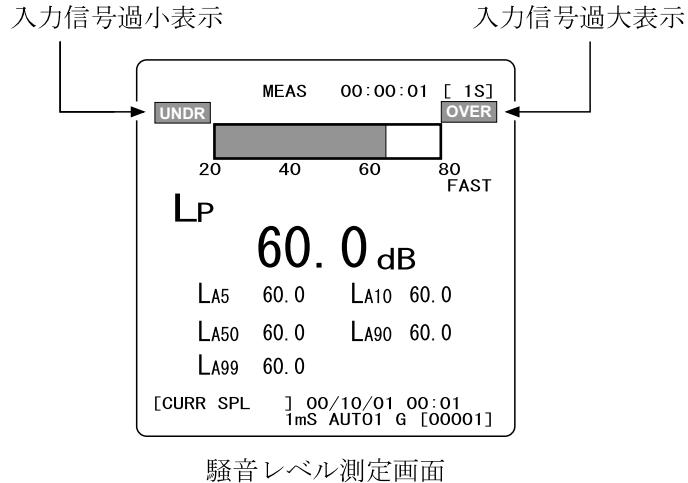 入力信号過小表示
入力信号過大表示
MEAS 00:00:01 [ 1S]
UNDR
OVER
20 40 60 80
FAST
LP
60.0 dB
LA5 60.0 LA10 60.0
LA50 60.0 LA90 60.0
LA99 60.0
[CURR SPL ] 00/10/01 00:01
1mS AUTO1 G [00001]
騒音レベル測定画面